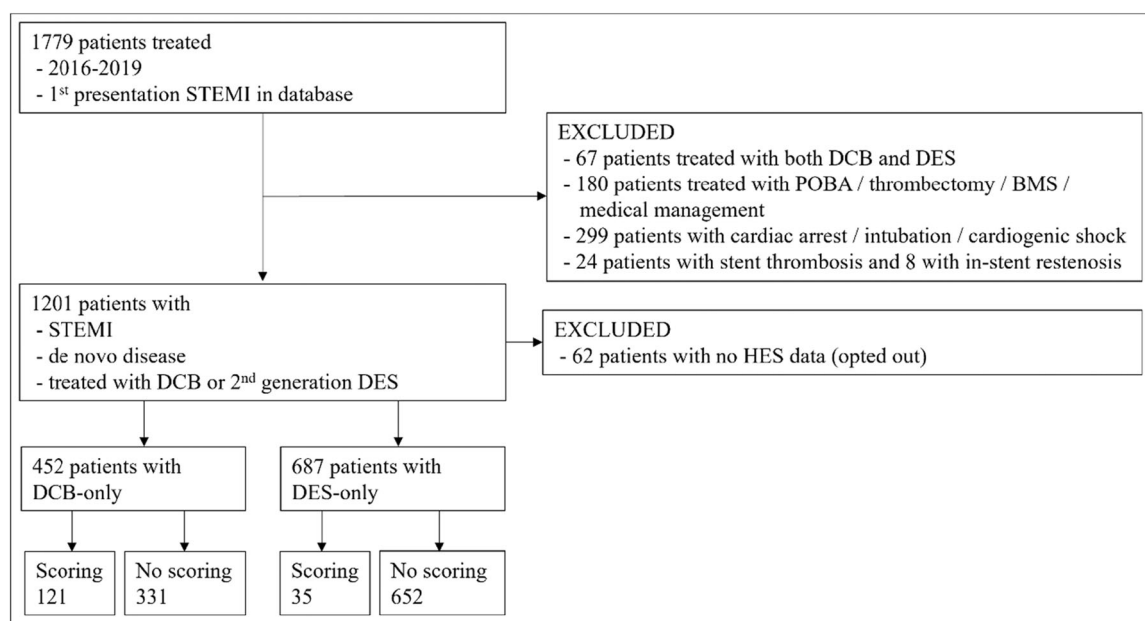 1779 patients treated
- 2016-2019
- 1st presentation STEMI in database
EXCLUDED
- 67 patients treated with both DCB and DES
- 180 patients treated with POBA / thrombectomy / BMS /
medical management
- 299 patients with cardiac arrest / intubation / cardiogenic shock
- 24 patients with stent thrombosis and 8 with in-stent restenosis
1201 patients with
- STEMI
- de novo disease
- treated with DCB or 2nd generation DES
EXCLUDED
- 62 patients with no HES data (opted out)
452 patients with
DCB-only
687 patients with
DES-only
Scoring
121
No scoring
331
Scoring
35
No scoring
652